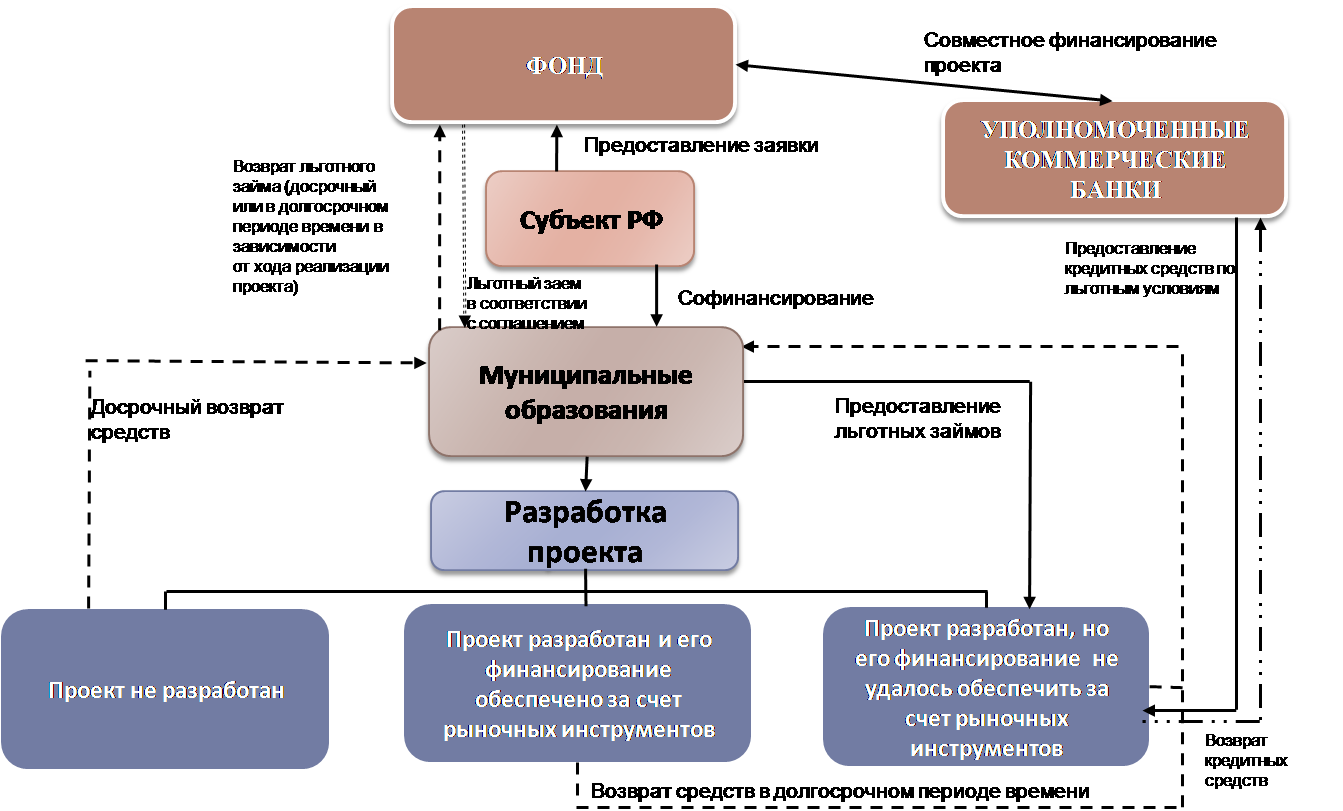 ФОНД
Совместное финансирование
проекта
УПОЛНОМОЧЕННЫЕ
КОММЕРЧЕСКИЕ
БАНКИ
Предоставление заявки
Возврат льготного
займа (досрочный
или в долгосрочном
периоде времени в
зависимости
от хода реализации
проекта)
Субъект РФ
Предоставление
кредитных средств по
льготным условиям
Льготный заем
в соответствии
с соглашением
Софинансирование
Муниципальные
образования
Досрочный возврат
средств
Предоставление
льготных займов
Разработка
проекта
Проект не разработан
Проект разработан и его
финансирование
обеспечено за счет
рыночных инструментов
Проект разработан, но
его финансирование не
удалось обеспечить за
счет рыночных
инструментов
Возврат
кредитных
средств
Возврат средств в долгосрочном периоде времени